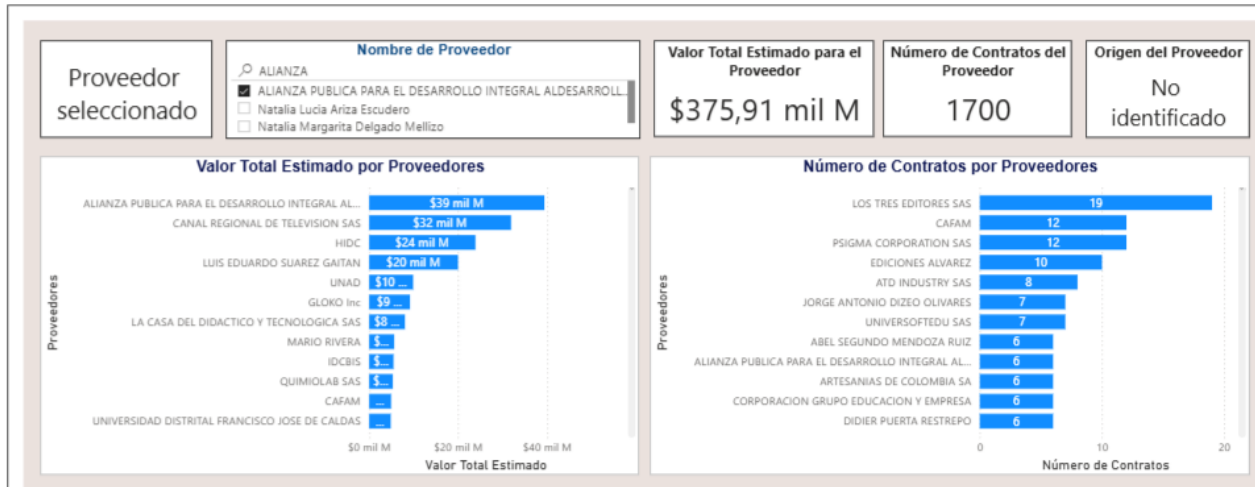 Proveedor
seleccionado
Nombre de Proveedor
ALIANZA
ALIANZA PUBLICA PARA EL DESARROLLO INTEGRAL ALDESARROLL...
Natalia Lucia Ariza Escudero
Natalia Margarita Delgado Mellizo
Valor Total Estimado para el
Proveedor
$375,91 mil M
Número de Contratos del
Proveedor
1700
Origen del Proveedor
No
identificado
Valor Total Estimado por Proveedores
Proveedores
ALIANZA PUBLICA PARA EL DESARROLLO INTEGRAL AL... $39 mil M
CANAL REGIONAL DE TELEVISION SAS $32 mil M
HIDC $24 mil M
LUIS EDUARDO SUAREZ GAITAN $20 mil M
UNAD $10 ...
GLOKO Inc $9 ...
LA CASA DEL DIDACTICO Y TECNOLOGICA SAS $8 ...
MARIO RIVERA $...
IDCBIS $...
QUIMIOLAB SAS $...
CAFAM ...
UNIVERSIDAD DISTRITAL FRANCISCO JOSE DE CALDAS ...
$0 mil M $20 mil M $40 mil M
Valor Total Estimado
Número de Contratos por Proveedores
Proveedores
LOS TRES EDITORES SAS 19
CAFAM 12
PSIGMA CORPORATION SAS 12
EDICIONES ALVAREZ 10
ATD INDUSTRY SAS 8
JORGE ANTONIO DIZEO OLIVARES 7
UNIVERSOFTEDU SAS 7
ABEL SEGUNDO MENDOZA RUIZ 6
ALIANZA PUBLICA PARA EL DESARROLLO INTEGRAL AL... 6
ARTESANIAS DE COLOMBIA SA 6
CORPORACION GRUPO EDUCACION Y EMPRESA 6
DIDIER PUERTA RESTREPO 6
0 10 20
Número de Contratos